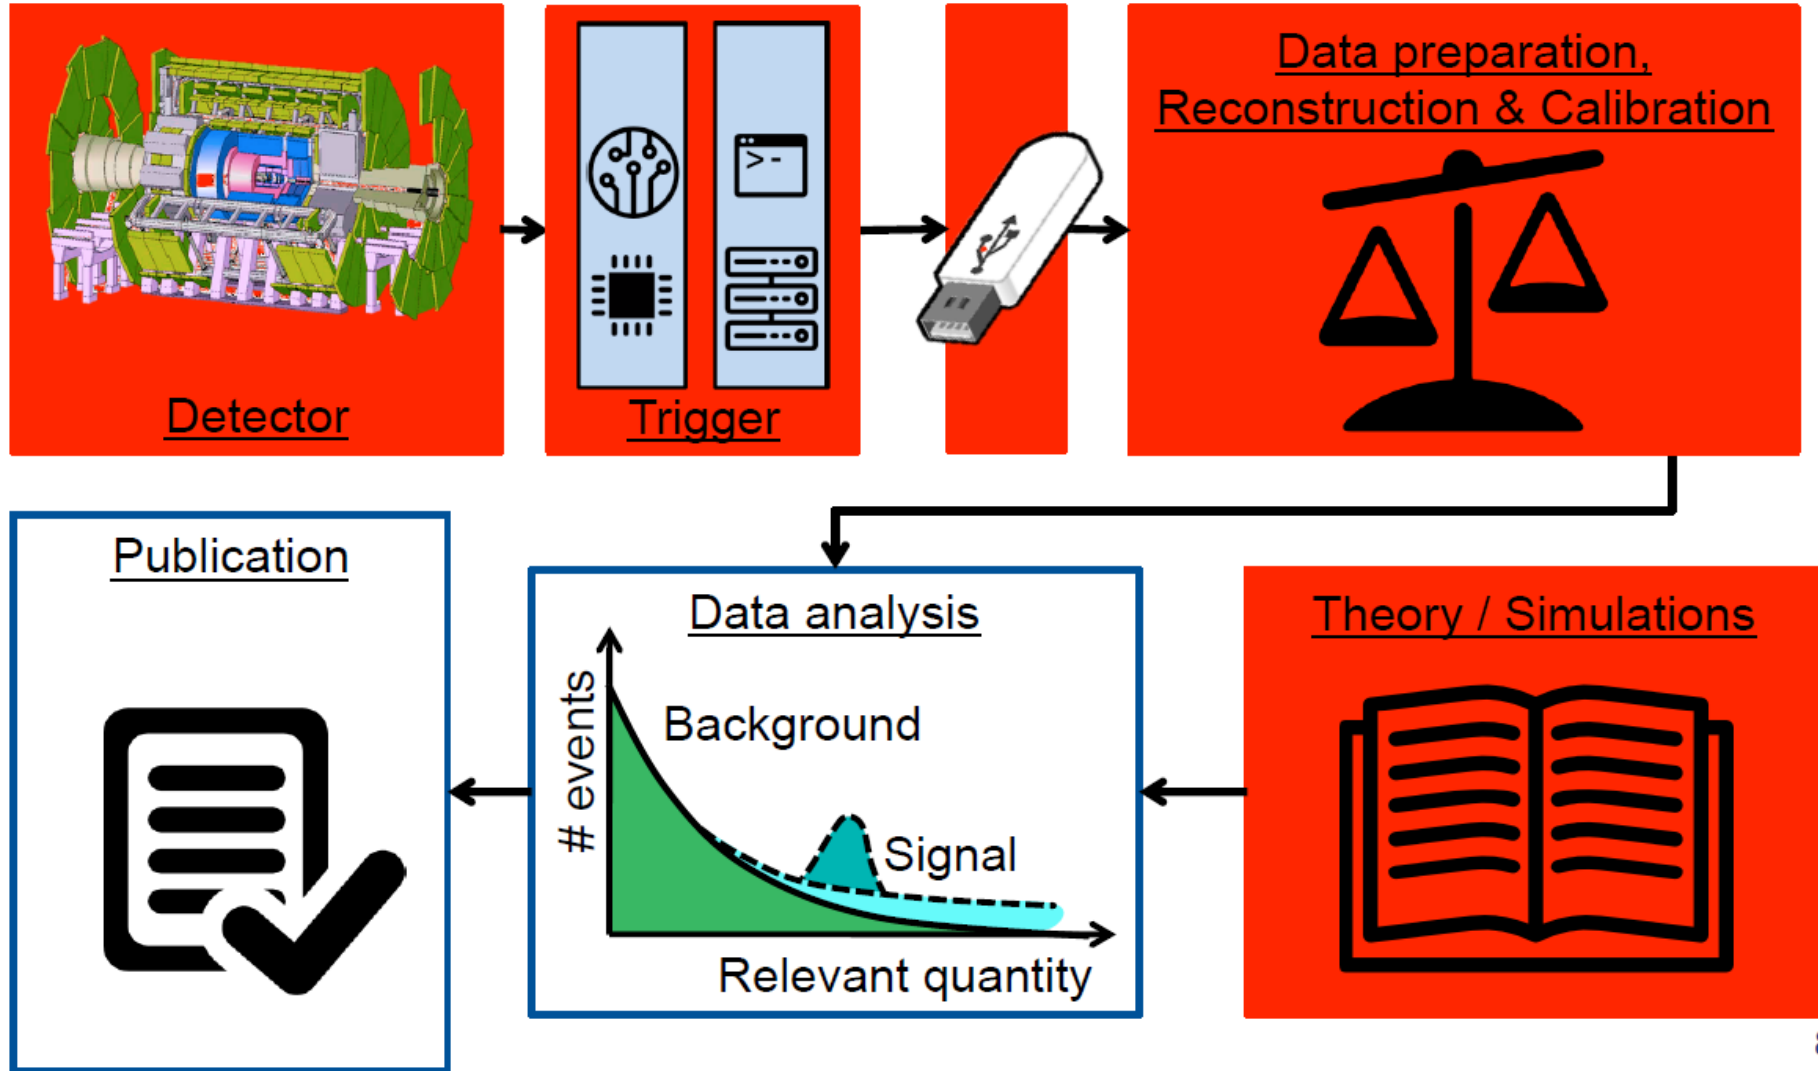 Detector
Trigger
>-
Data preparation,
Reconstruction & Calibration
Publication
Data analysis
# events
Background
Signal
Relevant quantity
Theory / Simulations